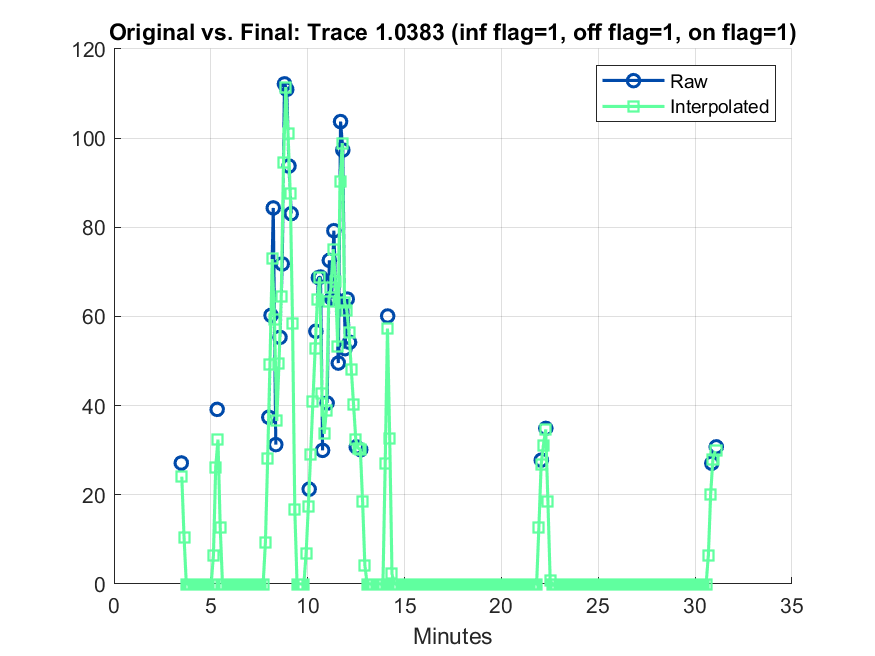 Original vs. Final: Trace 1.0383 (inf flag=1, off flag=1, on flag=1)
120
100
80
60
40
20
0
Raw
Interpolated
0 5 10 15 20 25 30 35
Minutes